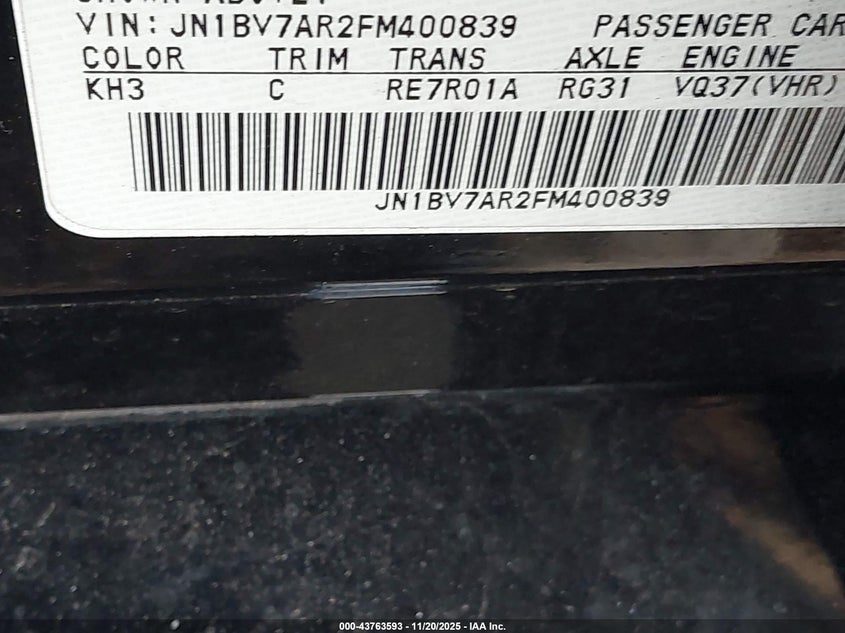 VIN: JN1BV7AR2FM400839 PASSENGER CAR
COLOR TRIM TRANS AXLE ENGINE
KH3 C RE7R01A RG31 VQ37(VHR)
JN1BV7AR2FM400839
000-43763593 - 11/20/2025 - IAA Inc.